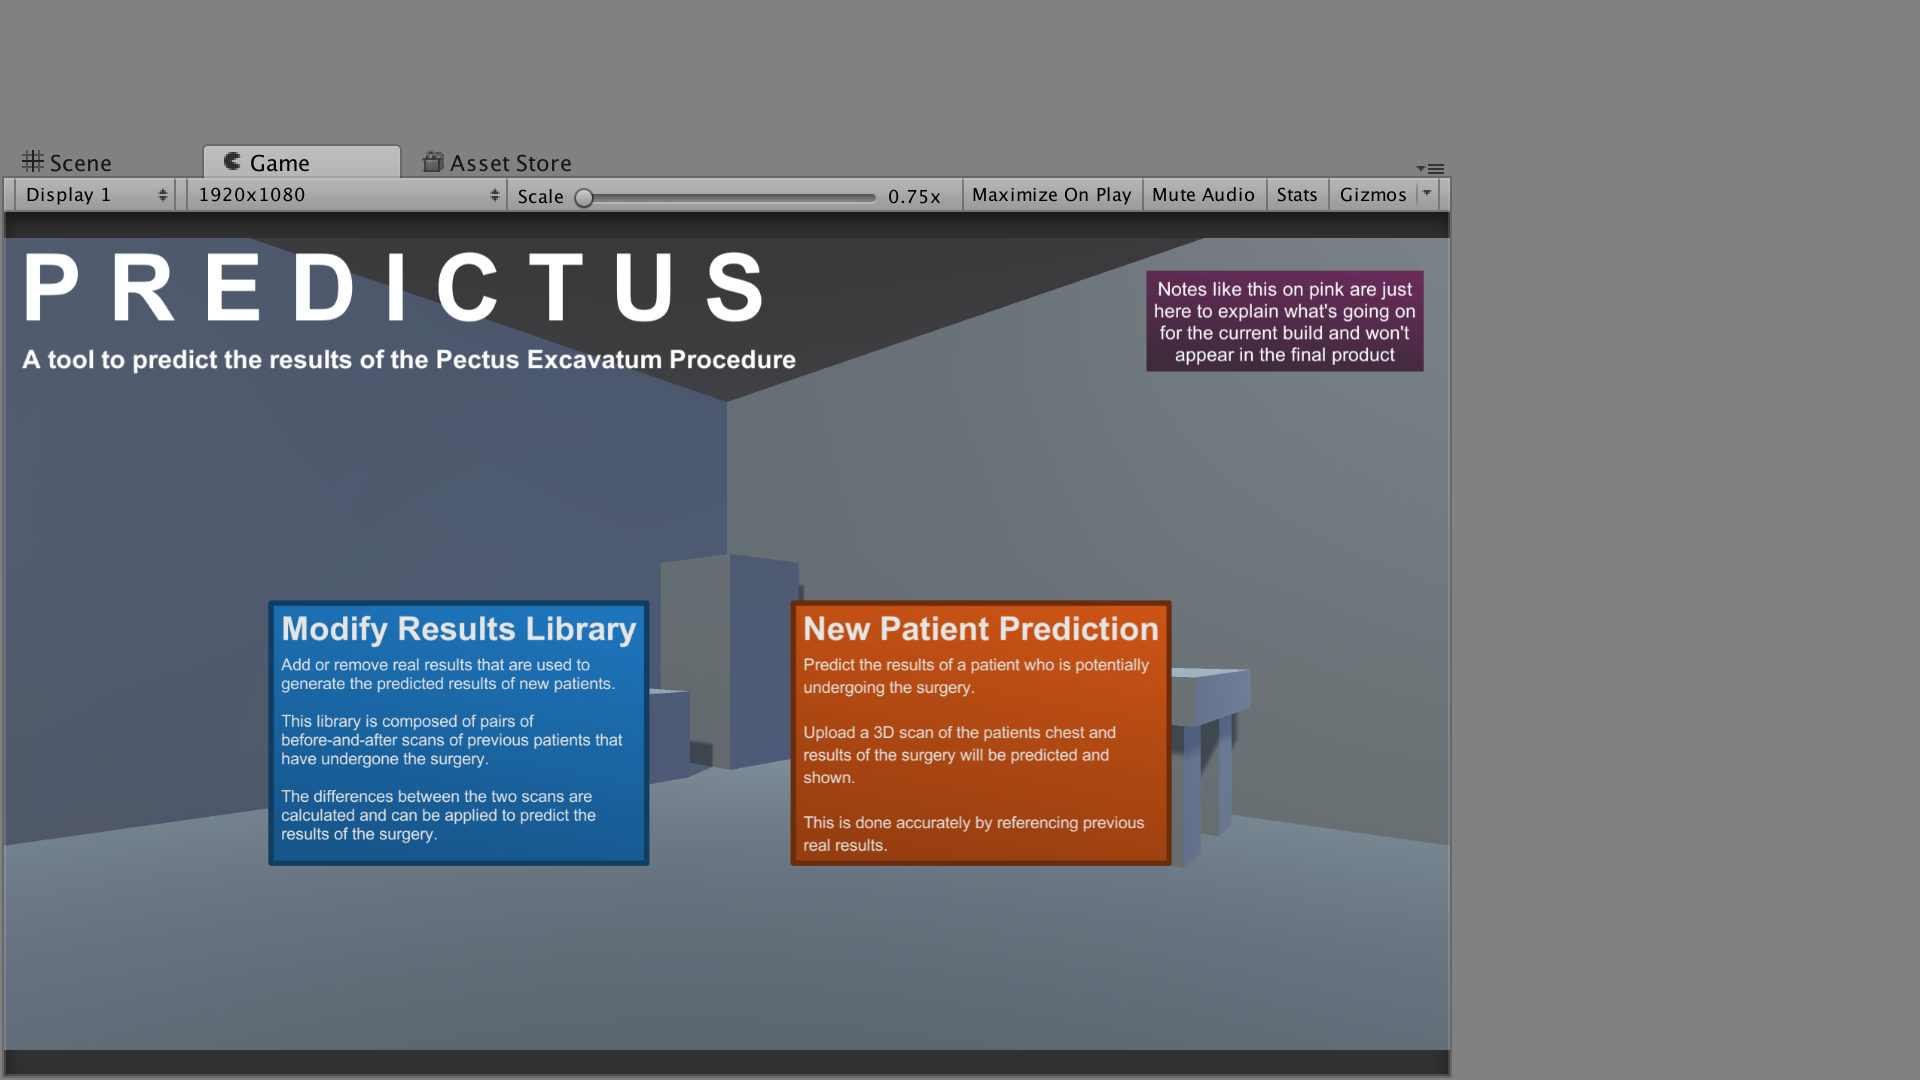 Scene
Game
Asset Store
Display 1
1920x1080
Scale
0.75x
Maximize On Play
Mute Audio
Stats
Gizmos
PREDICTUS
A tool to predict the results of the Pectus Excavatum Procedure
Notes like this on pink are just
here to explain what's going on
for the current build and won't
appear in the final product
Modify Results Library
Add or remove real results that are used to
generate the predicted results of new patients.
This library is composed of pairs of
before-and-after scans of previous patients that
have undergone the surgery.
The differences between the two scans are
calculated and can be applied to predict the
results of the surgery.
New Patient Prediction
Predict the results of a patient who is potentially
undergoing the surgery.
Upload a 3D scan of the patients chest and
results of the surgery will be predicted and
shown.
This is done accurately by referencing previous
real results.